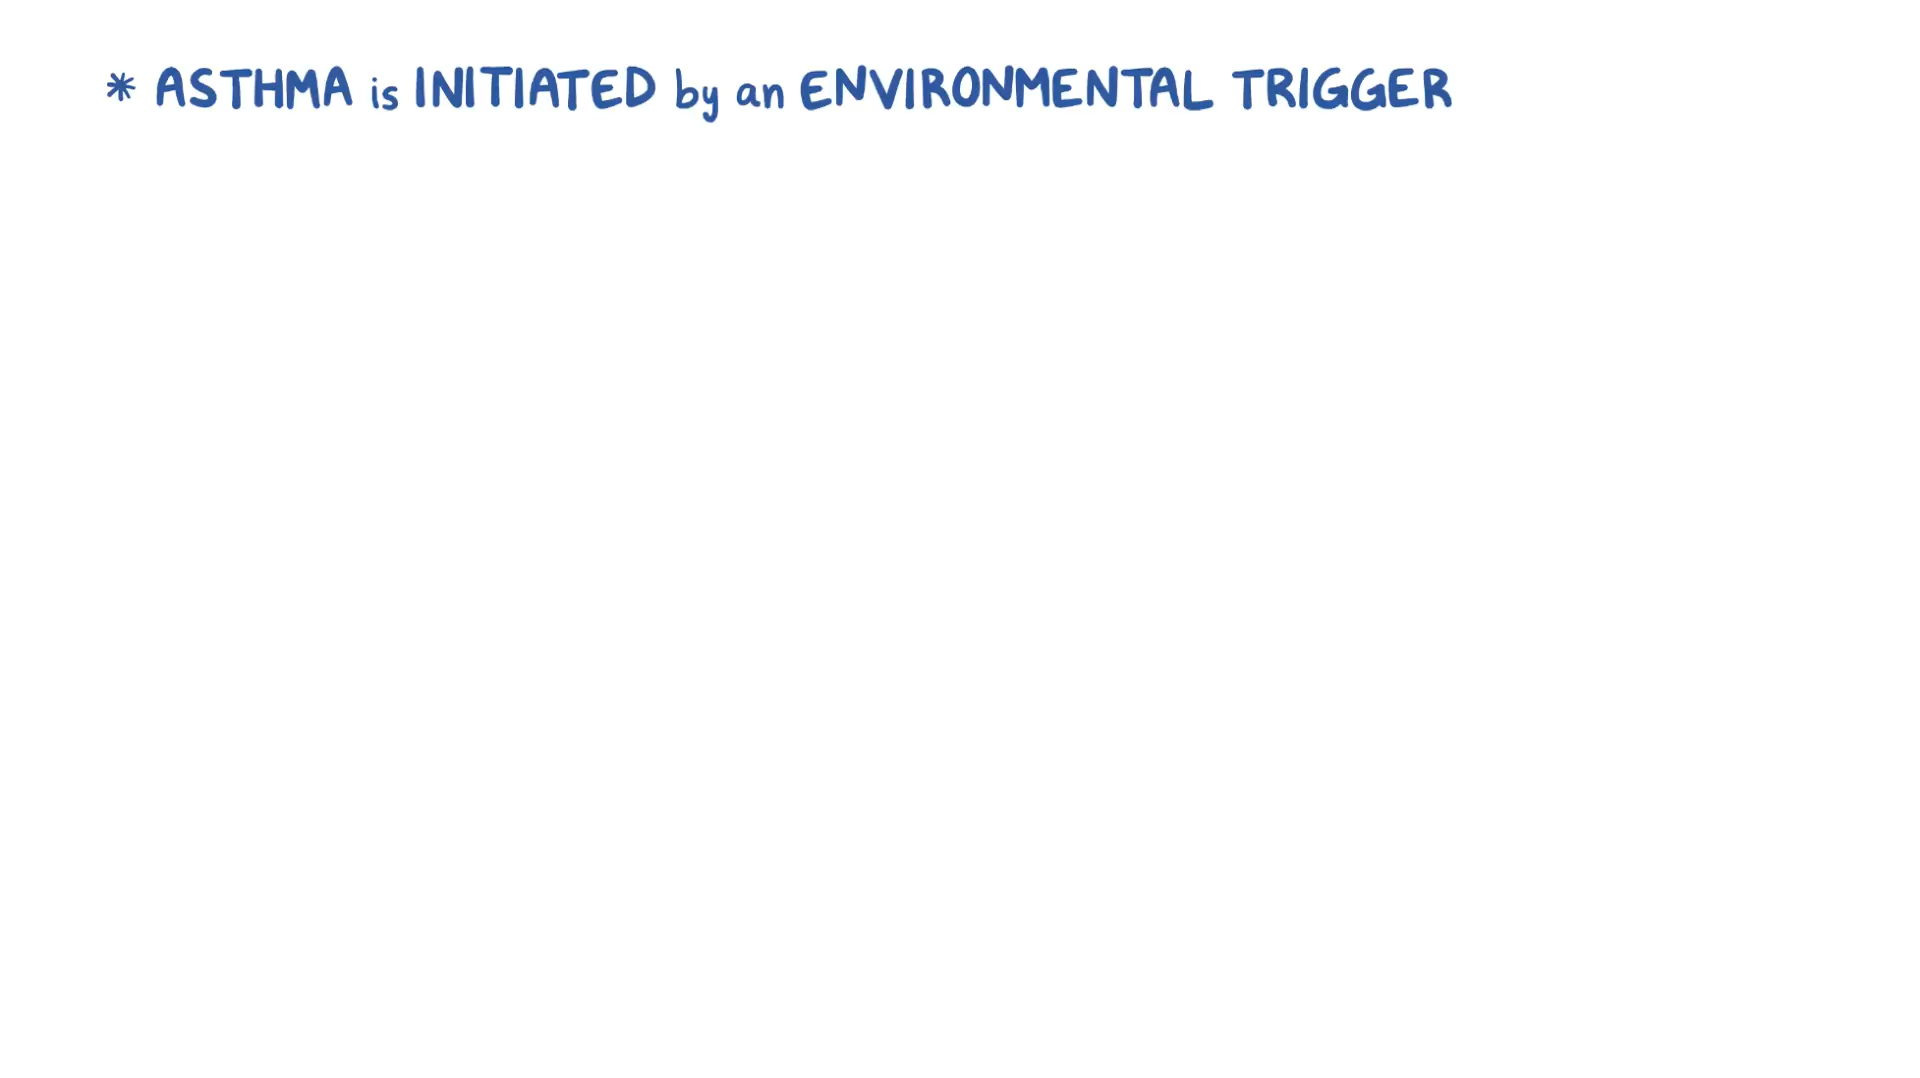 * ASTHMA is INITIATED by an ENVIRONMENTAL TRIGGER